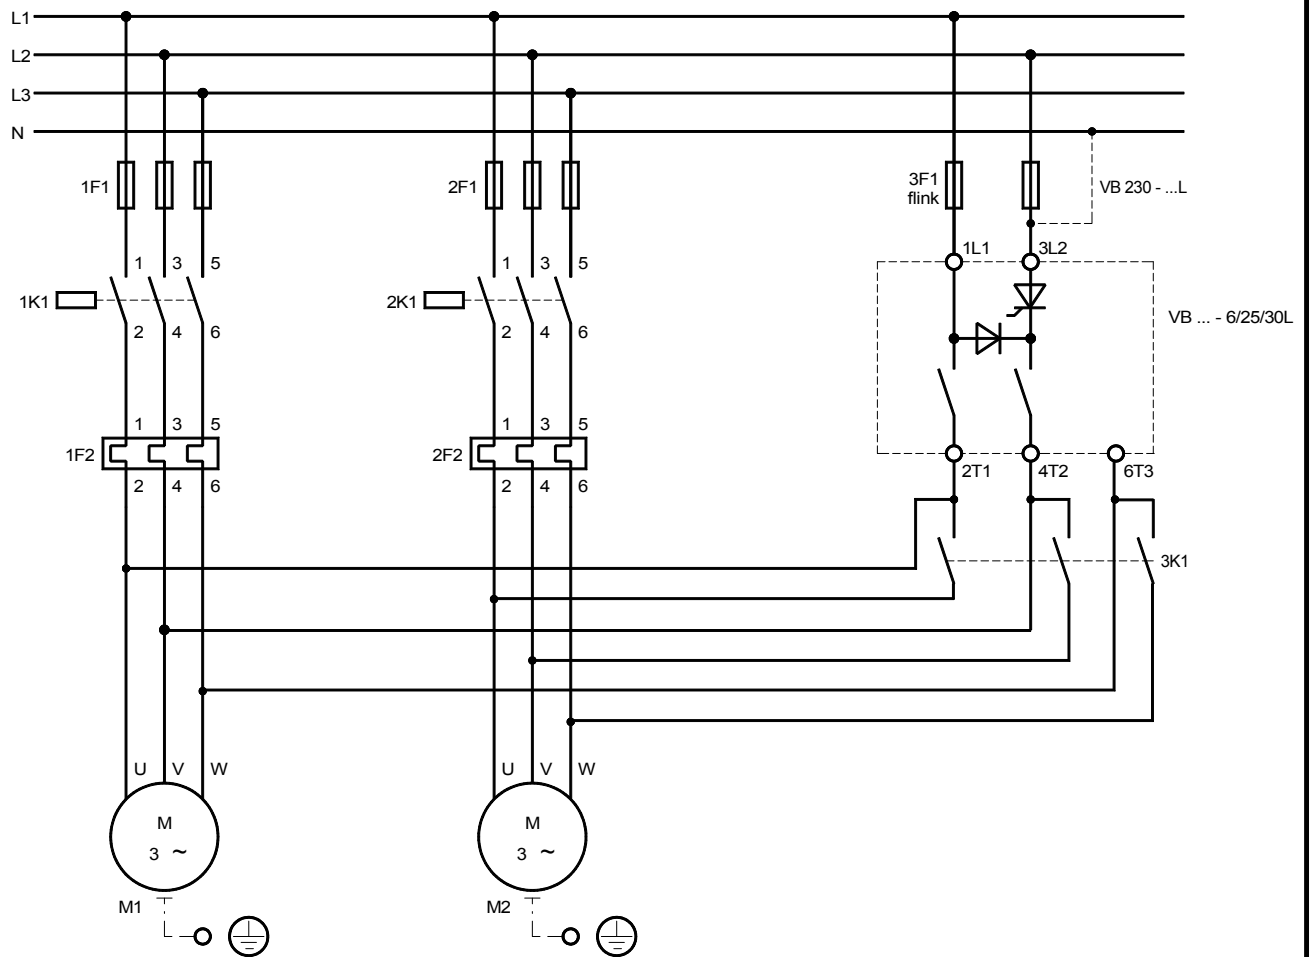 L1
L2
L3
N
1F1
2F1
3F1
flink
VB 230 - ...L
1 3 5
1 3 5
1L1 3L2
1K1
2K1
VB ... - 6/25/30L
2 4 6
2 4 6
1 3 5
1 3 5
1F2
2F2
2T1 4T2 6T3
2 4 6
2 4 6
3K1
U V W
U V W
M
3 ~
M
3 ~
M1
M2